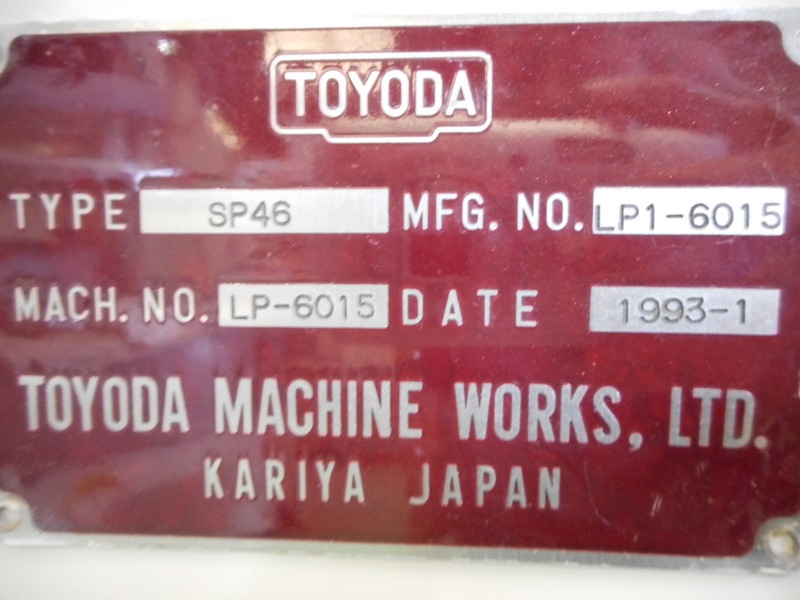 TOYODA
TYPE SP46 MFG. NO. LP1-6015
MACH. NO. LP-6015 DATE 1993-1
TOYODA MACHINE WORKS, LTD.
KARIYA JAPAN